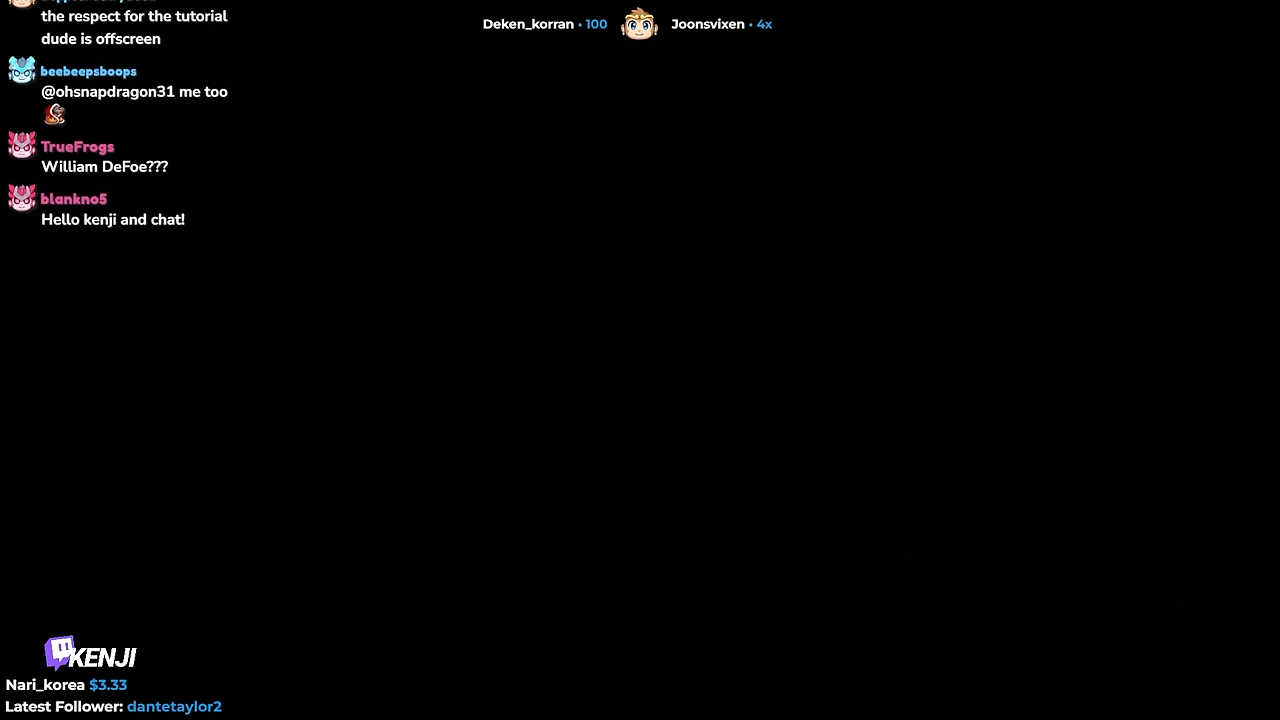 the respect for the tutorial
dude is offscreen
beebeepsboops
@ohsnapdragon31 me too
TrueFrogs
William DeFoe???
blankno5
Hello kenji and chat!
Deken_korran • 100
Joonsvixen • 4x
KENJI
Nari_korea $3.33
Latest Follower: dantetaylor2